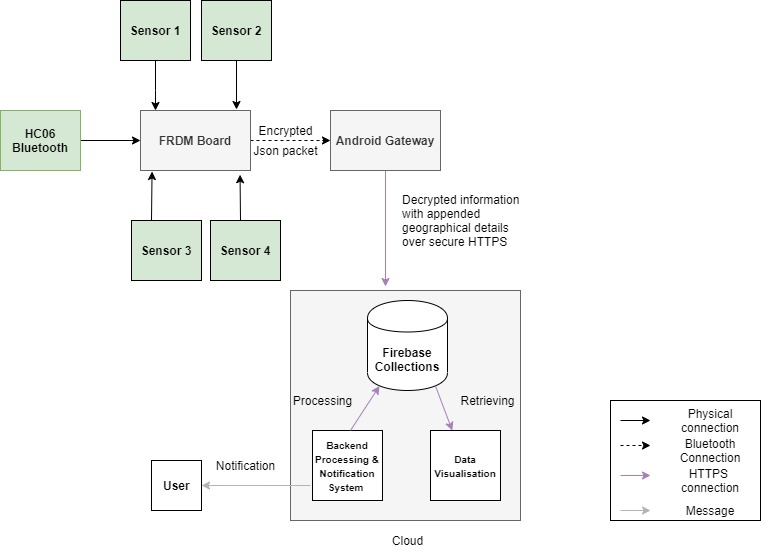 Sensor 1
Sensor 2
HC06
Bluetooth
FRDM Board
Encrypted
Json packet
Android Gateway
Sensor 3
Sensor 4
Decrypted information
with appended
geographical details
over secure HTTPS
Firebase
Collections
Processing
Retrieving
Backend
Processing &
Notification
System
Data
Visualisation
Notification
User
Cloud
Physical
connection
Bluetooth
Connection
HTTPS
connection
Message